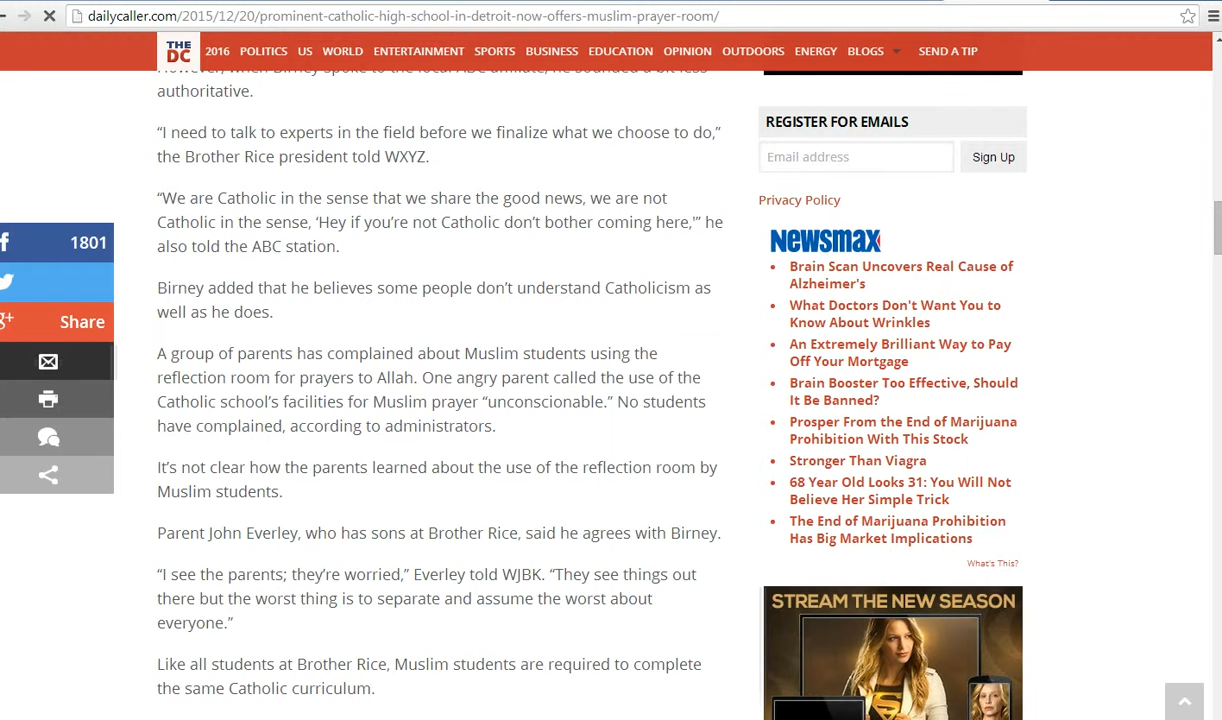 dailycaller.com/2015/12/20/prominent-catholic-high-school-in-detroit-now-offers-muslim-prayer-room/
THE DC 2016 POLITICS US WORLD ENTERTAINMENT SPORTS BUSINESS EDUCATION OPINION OUTDOORS ENERGY BLOGS SEND A TIP
However, when Birney spoke to the local ABC affiliate, he sounded a bit less
authoritative.
“I need to talk to experts in the field before we finalize what we choose to do,”
the Brother Rice president told WXYZ.
“We are Catholic in the sense that we share the good news, we are not
Catholic in the sense, ‘Hey if you’re not Catholic don’t bother coming here,'” he
also told the ABC station.
Birney added that he believes some people don’t understand Catholicism as
well as he does.
A group of parents has complained about Muslim students using the
reflection room for prayers to Allah. One angry parent called the use of the
Catholic school’s facilities for Muslim prayer “unconscionable.” No students
have complained, according to administrators.
It’s not clear how the parents learned about the use of the reflection room by
Muslim students.
Parent John Everley, who has sons at Brother Rice, said he agrees with Birney.
“I see the parents; they’re worried,” Everley told WJBK. “They see things out
there but the worst thing is to separate and assume the worst about
everyone.”
Like all students at Brother Rice, Muslim students are required to complete
the same Catholic curriculum.
1801
g+ Share
REGISTER FOR EMAILS
Email address Sign Up
Privacy Policy
NEWSMAX
Brain Scan Uncovers Real Cause of
Alzheimer's
What Doctors Don't Want You to
Know About Wrinkles
An Extremely Brilliant Way to Pay
Off Your Mortgage
Brain Booster Too Effective, Should
It Be Banned?
Prosper From the End of Marijuana
Prohibition With This Stock
Stronger Than Viagra
68 Year Old Looks 31: You Will Not
Believe Her Simple Trick
The End of Marijuana Prohibition
Has Big Market Implications
What's This?
STREAM THE NEW SEASON